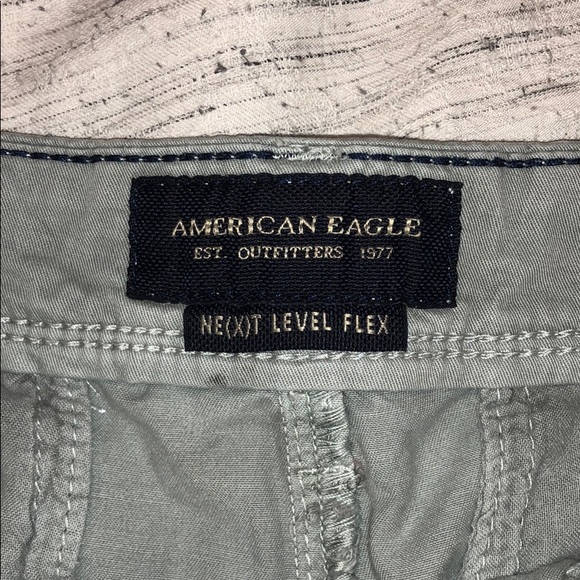 AMERICAN EAGLE
EST. OUTFITTERS 1977
NE(X)T LEVEL FLEX